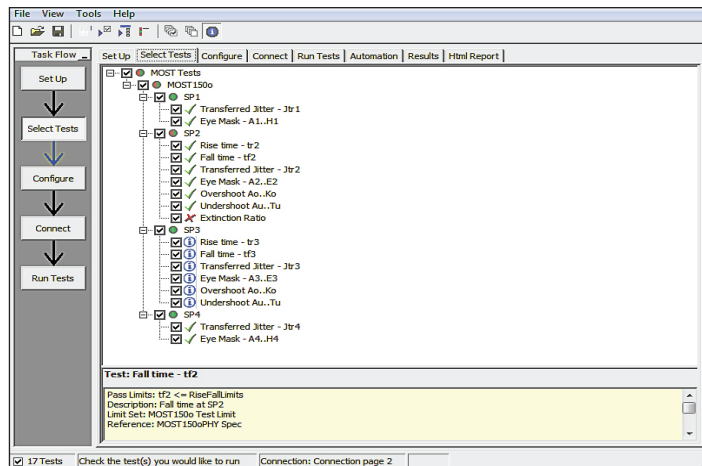 File View Tools Help
Task Flow
Set Up
Select Tests
Configure
Connect
Run Tests
Set Up Select Tests Configure Connect Run Tests Automation Results Html Report
MOST Tests
MOST150o
SP1
Transferred Jitter - Jtr1
Eye Mask - A1..H1
SP2
Rise time - tr2
Fall time - tf2
Transferred Jitter - Jtr2
Eye Mask - A2..E2
Overshoot Ao..Ko
Undershoot Au..Tu
Extinction Ratio
SP3
Rise time - tr3
Fall time - tf3
Transferred Jitter - Jtr3
Eye Mask - A3..E3
Overshoot Ao..Ko
Undershoot Au..Tu
SP4
Transferred Jitter - Jtr4
Eye Mask - A4..H4
Test: Fall time - tf2
Pass Limits: tf2 <= RiseFallLimits
Description: Fall time at SP2
Limit Set: MOST150o Test Limit
Reference: MOST150oPHY Spec
17 Tests Check the test(s) you would like to run Connection: Connection page 2